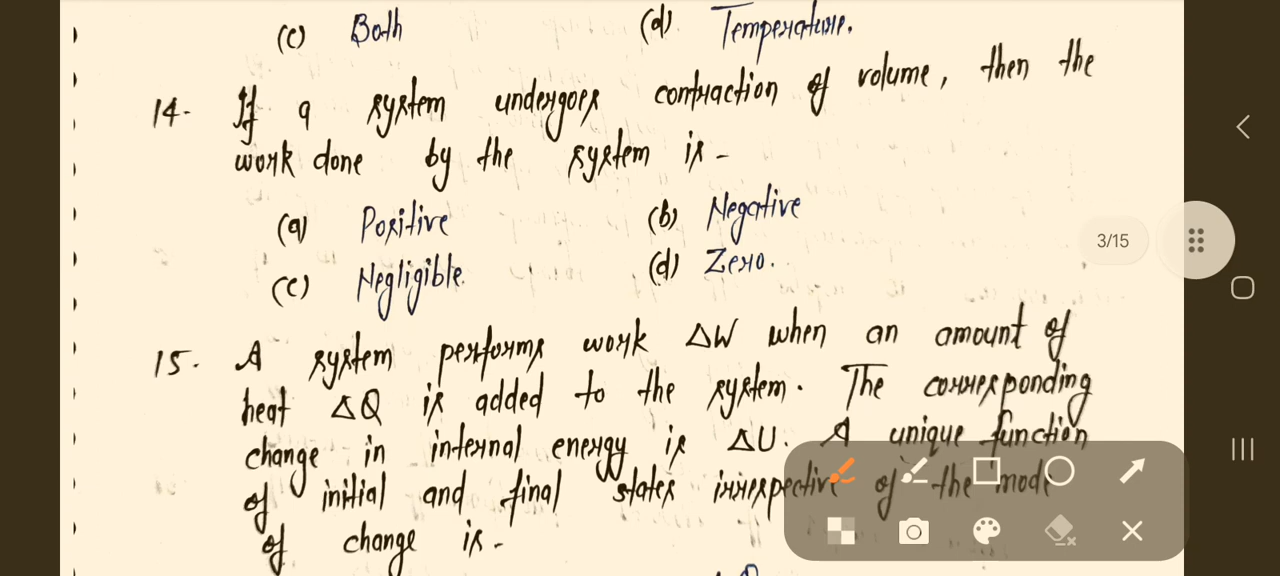 (c) Both (d) Temperature.
14- If a system undergoes contraction of volume, then the
work done by the system is -
(a) Positive (b) Negative
(c) Negligible. (d) Zero.
3/15
15. A system performs work ΔW when an amount of
heat ΔQ is added to the system. The corresponding
change in internal energy is ΔU. A unique function
of initial and final states irrespective of the mode
of change is -